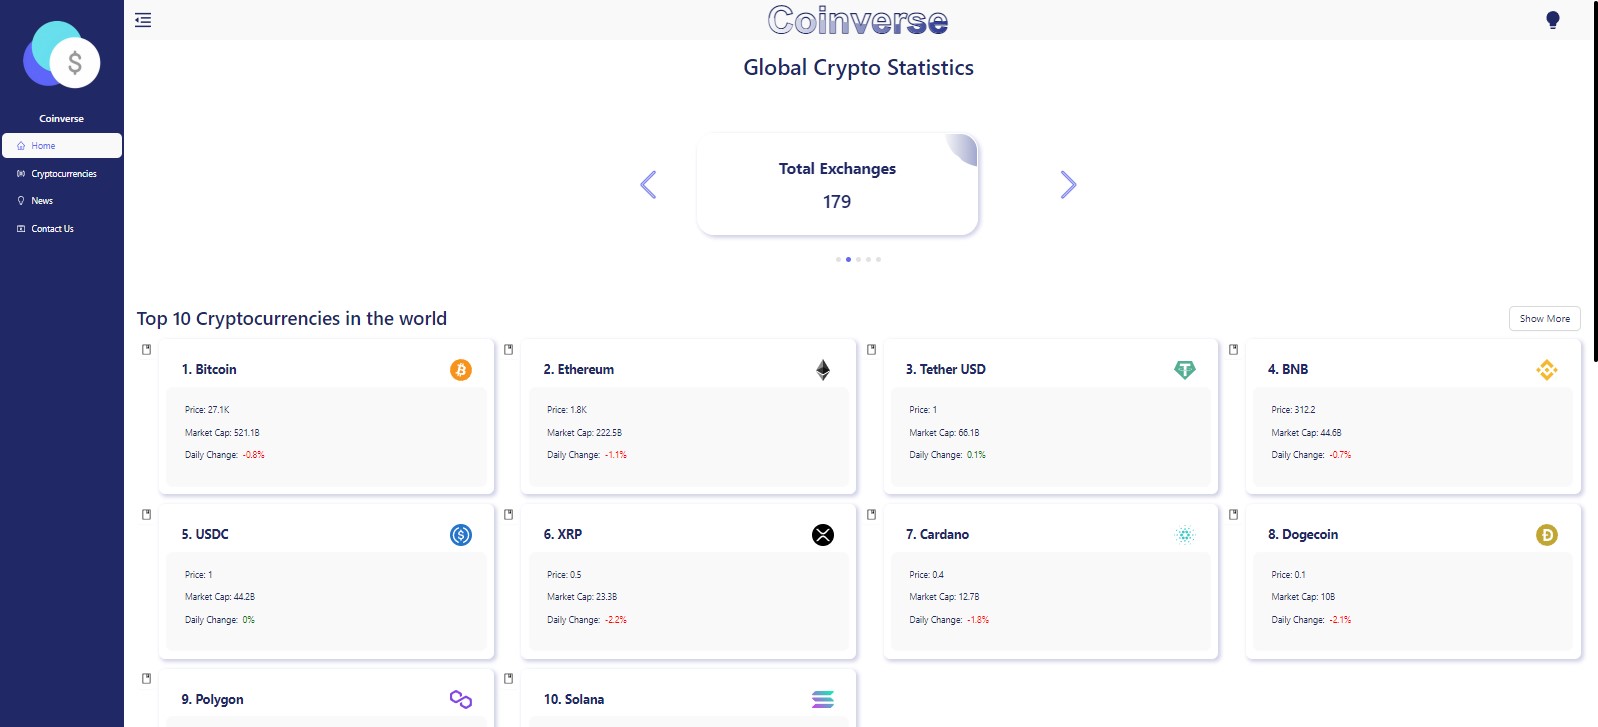 Coinverse
Home
Cryptocurrencies
News
Contact Us
Coinverse
Global Crypto Statistics
Total Exchanges
179
Top 10 Cryptocurrencies in the world
Show More
1. Bitcoin
Price: 27.1K
Market Cap: 521.1B
Daily Change: -0.8%
2. Ethereum
Price: 1.8K
Market Cap: 222.5B
Daily Change: -1.1%
3. Tether USD
Price: 1
Market Cap: 66.1B
Daily Change: 0.1%
4. BNB
Price: 312.2
Market Cap: 44.6B
Daily Change: -0.7%
5. USDC
Price: 1
Market Cap: 44.2B
Daily Change: 0%
6. XRP
Price: 0.5
Market Cap: 23.3B
Daily Change: -2.2%
7. Cardano
Price: 0.4
Market Cap: 12.7B
Daily Change: -1.8%
8. Dogecoin
Price: 0.1
Market Cap: 10B
Daily Change: -2.1%
9. Polygon
10. Solana